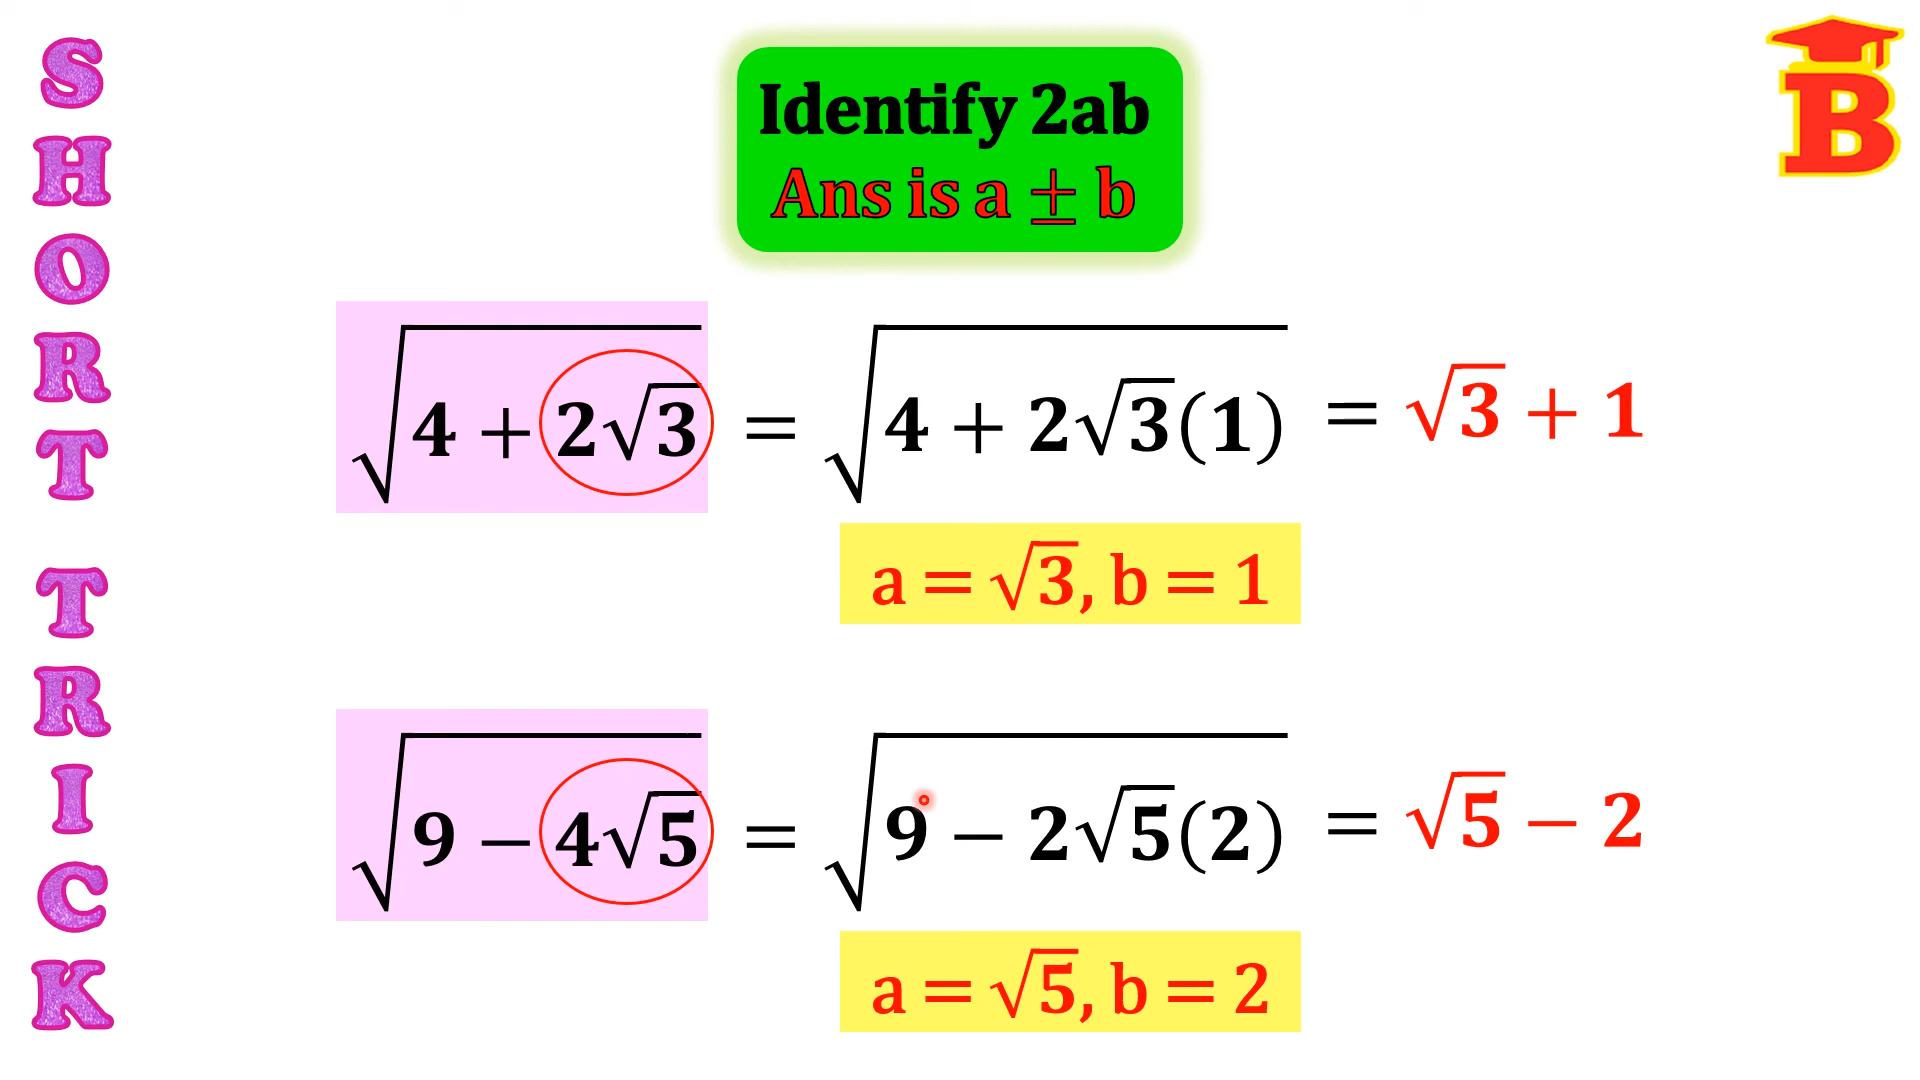 SHORT TRICK
B
Identify 2ab
Ans is a ± b
√(4 + 2√3) = √(4 + 2√3(1)) = √3 + 1
a = √3, b = 1
√(9 − 4√5) = √(9 − 2√5(2)) = √5 − 2
a = √5, b = 2